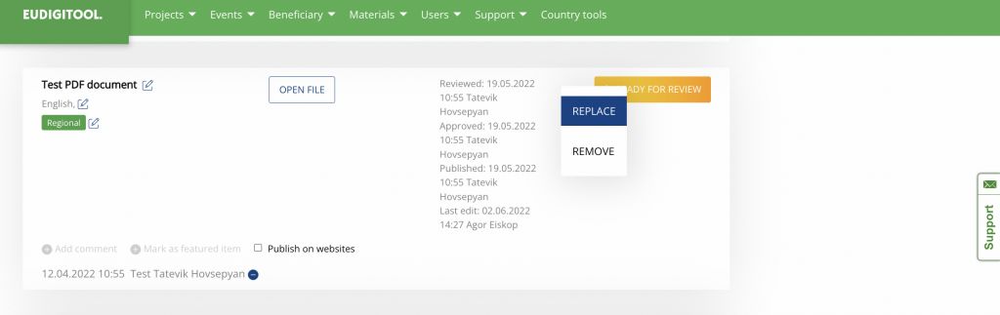 EUDIGITOOL.
Projects Events Beneficiary Materials Users Support Country tools
Test PDF document
English,
Regional
OPEN FILE
Reviewed: 19.05.2022
10:55 Tatevik
Hovsepyan
Approved: 19.05.2022
10:55 Tatevik
Hovsepyan
Published: 19.05.2022
10:55 Tatevik
Hovsepyan
Last edit: 02.06.2022
14:27 Agor Eiskop
ADY FOR REVIEW
REPLACE
REMOVE
Add comment Mark as featured item Publish on websites
12.04.2022 10:55 Test Tatevik Hovsepyan
Support